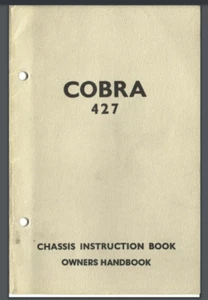 COBRA
427
CHASSIS INSTRUCTION BOOK
OWNERS HANDBOOK